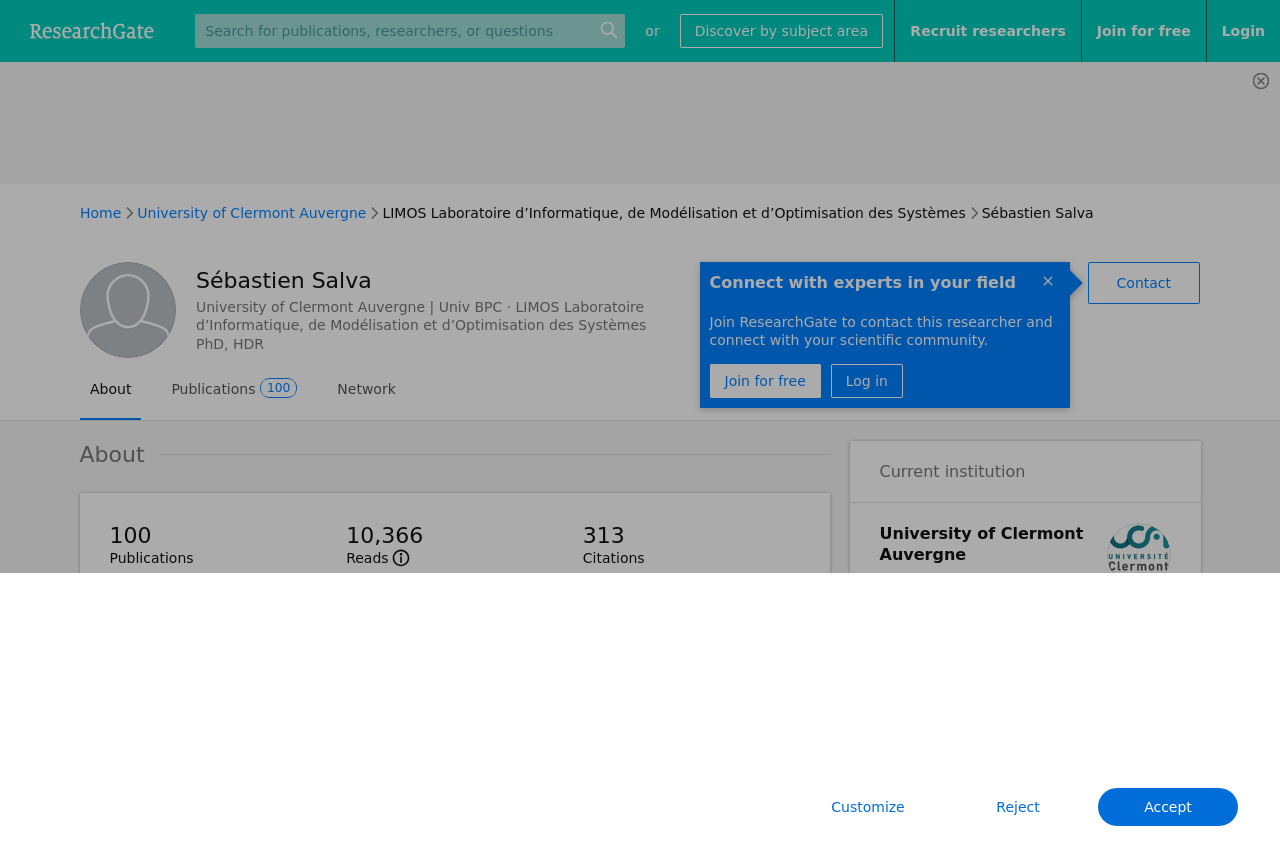 ResearchGate
Search for publications, researchers, or questions
or
Discover by subject area
Recruit researchers
Join for free
Login
Home
University of Clermont Auvergne
LIMOS Laboratoire d’Informatique, de Modélisation et d’Optimisation des Systèmes
Sébastien Salva
Sébastien Salva
University of Clermont Auvergne | Univ BPC · LIMOS Laboratoire
d’Informatique, de Modélisation et d’Optimisation des Systèmes
PhD, HDR
Connect with experts in your field
Join ResearchGate to contact this researcher and
connect with your scientific community.
Join for free
Log in
Contact
About
Publications 100
Network
About
100
Publications
10,366
Reads
313
Citations
Current institution
University of Clermont
Auvergne
UCA
UNIVERSITÉ
Clermont
Customize
Reject
Accept